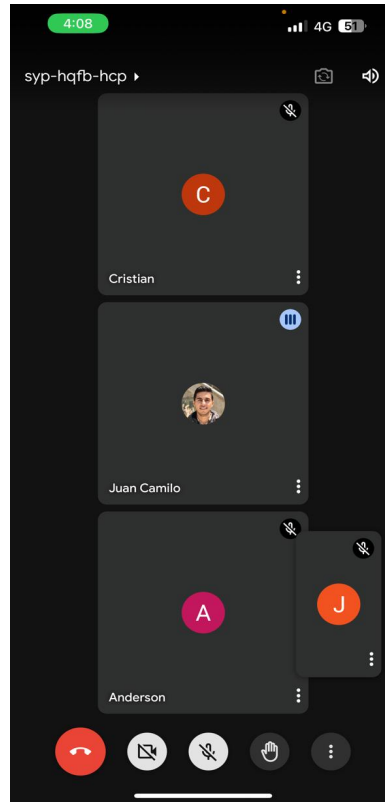 4:08
4G 51
syp-hqfb-hcp
C
Cristian
Juan Camilo
A
J
Anderson